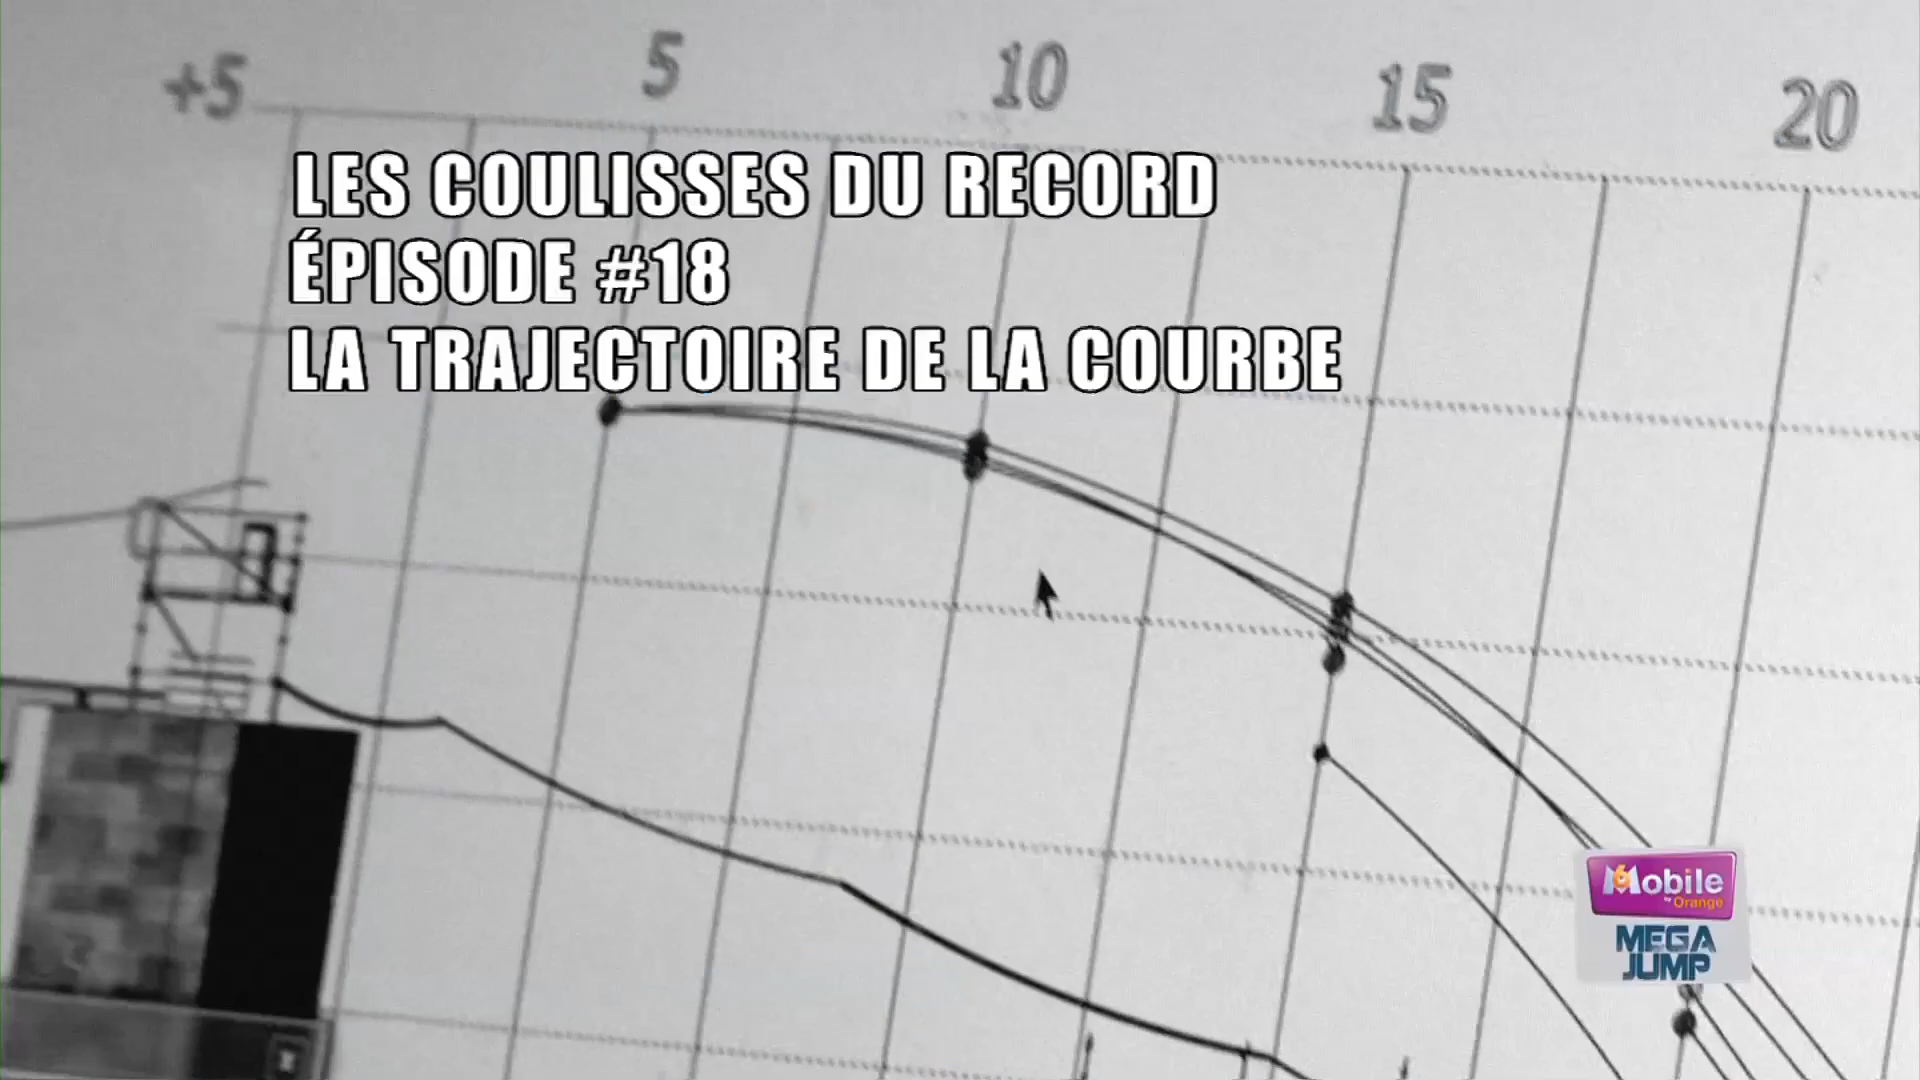 +5 5 10 15 20
LES COULISSES DU RECORD
ÉPISODE #18
LA TRAJECTOIRE DE LA COURBE
M6 Mobile
by Orange
MEGA
JUMP